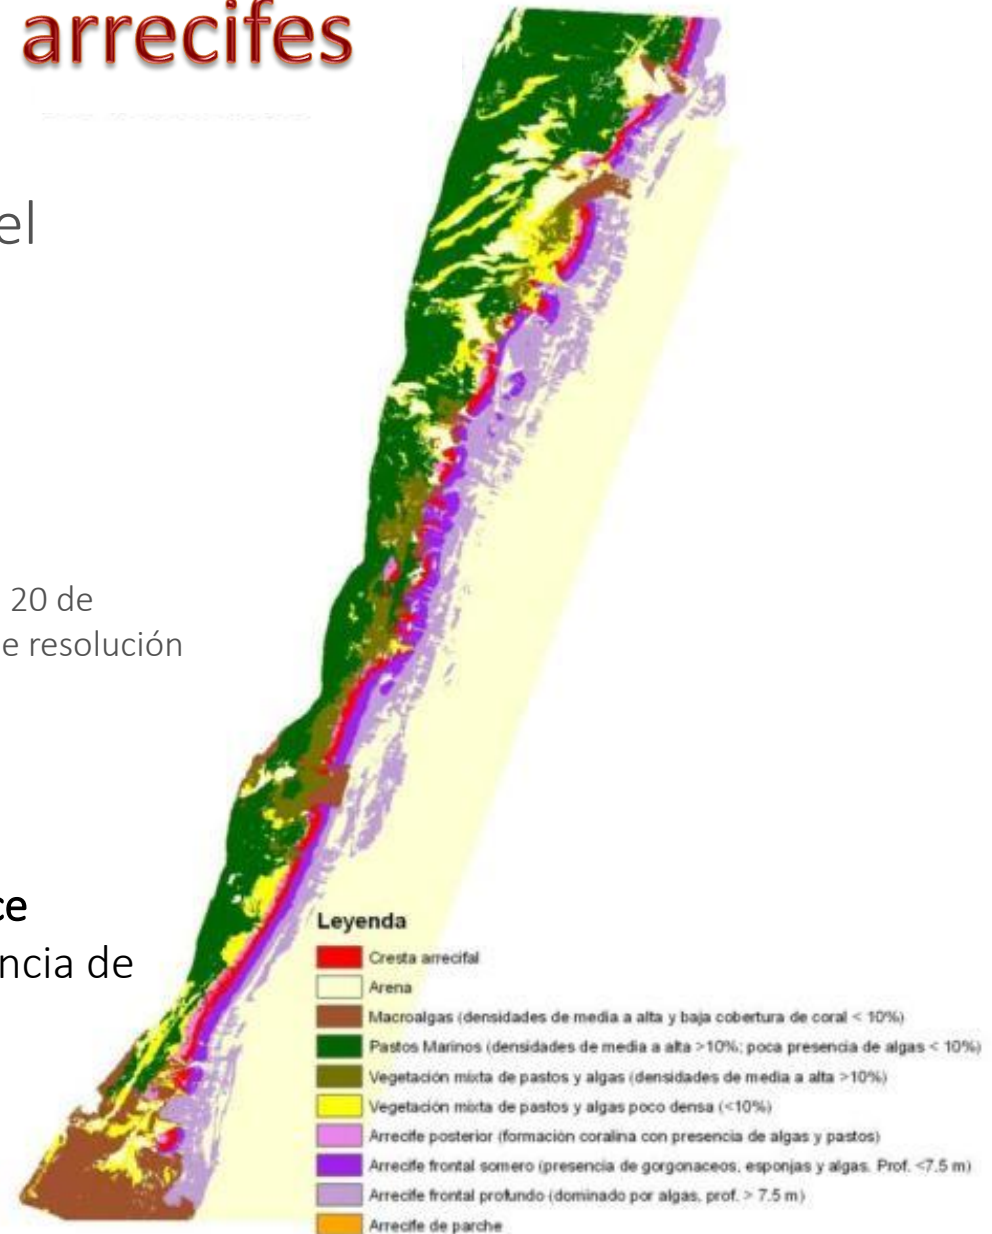 arrecifes
el
20 de
e resolución
ce
ncia de
Leyenda
Cresta arrecifal
Arena
Macroalgas (densidades de media a alta y baja cobertura de coral < 10%)
Pastos Marinos (densidades de media a alta >10%; poca presencia de algas < 10%)
Vegetación mixta de pastos y algas (densidades de media a alta >10%)
Vegetación mixta de pastos y algas poco densa (<10%)
Arrecife posterior (formación coralina con presencia de algas y pastos)
Arrecife frontal somero (presencia de gorgonaceos, esponjas y algas. Prof. <7.5 m)
Arrecife frontal profundo (dominado por algas, prof. > 7.5 m)
Arrecife de parche